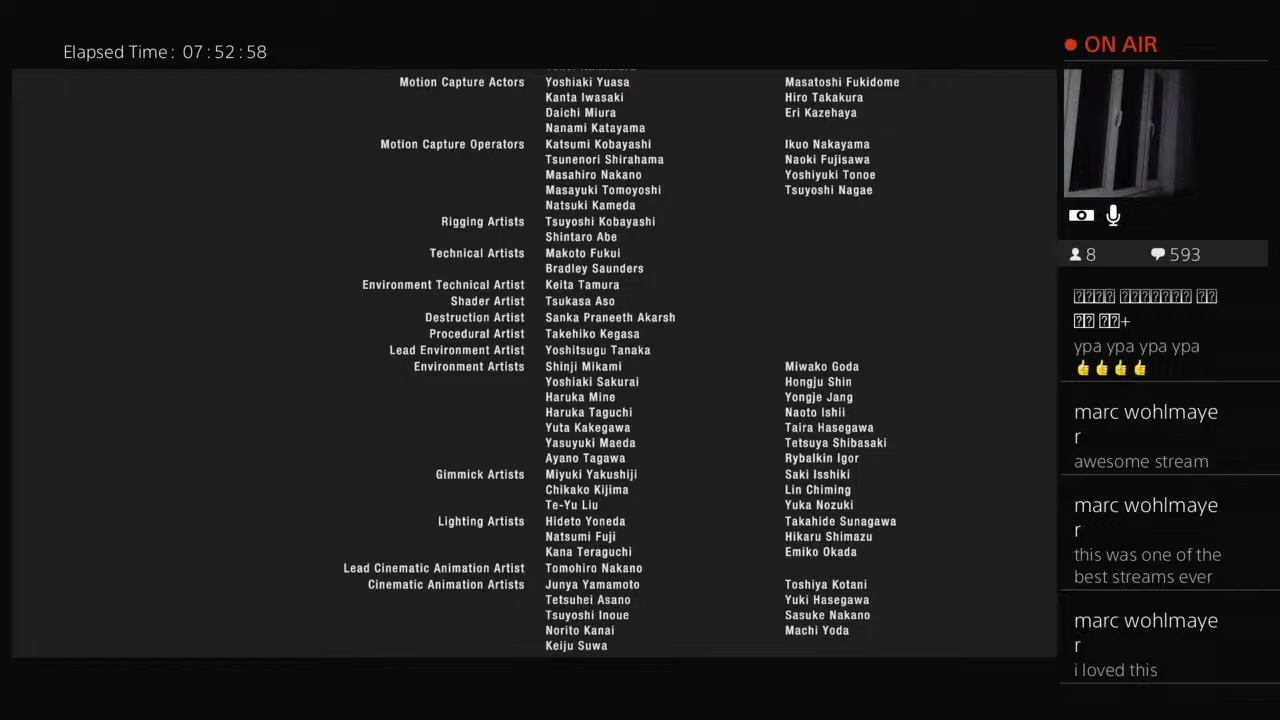 Elapsed Time: 07:52:58
ON AIR
Motion Capture Actors Yoshiaki Yuasa Masatoshi Fukidome
Kanta Iwasaki Hiro Takakura
Daichi Miura Eri Kazehaya
Nanami Katayama
Motion Capture Operators Katsumi Kobayashi Ikuo Nakayama
Tsunenori Shirahama Naoki Fujisawa
Masahiro Nakano Yoshiyuki Tonoe
Masayuki Tomoyoshi Tsuyoshi Nagae
Natsuki Kameda
Rigging Artists Tsuyoshi Kobayashi
Shintaro Abe
Technical Artists Makoto Fukui
Bradley Saunders
Environment Technical Artist Keita Tamura
Shader Artist Tsukasa Aso
Destruction Artist Sanka Praneeth Akarsh
Procedural Artist Takehiko Kegasa
Lead Environment Artist Yoshitsugu Tanaka
Environment Artists Shinji Mikami Miwako Goda
Yoshiaki Sakurai Hongju Shin
Haruka Mine Yongje Jang
Haruka Taguchi Naoto Ishii
Yuta Kakegawa Taira Hasegawa
Yasuyuki Maeda Tetsuya Shibasaki
Ayano Tagawa Rybalkin Igor
Gimmick Artists Miyuki Yakushiji Saki Isshiki
Chikako Kijima Lin Chiming
Te-Yu Liu Yuka Nozuki
Lighting Artists Hideto Yoneda Takahide Sunagawa
Natsumi Fuji Hikaru Shimazu
Kana Teraguchi Emiko Okada
Lead Cinematic Animation Artist Tomohiro Nakano
Cinematic Animation Artists Junya Yamamoto Toshiya Kotani
Tetsuhei Asano Yuki Hasegawa
Tsuyoshi Inoue Sasuke Nakano
Norito Kanai Machi Yoda
Keiju Suwa
8 593
+
ypa ypa ypa ypa
👍👍👍👍
marc wohlmaye
r
awesome stream
marc wohlmaye
r
this was one of the
best streams ever
marc wohlmaye
r
i loved this